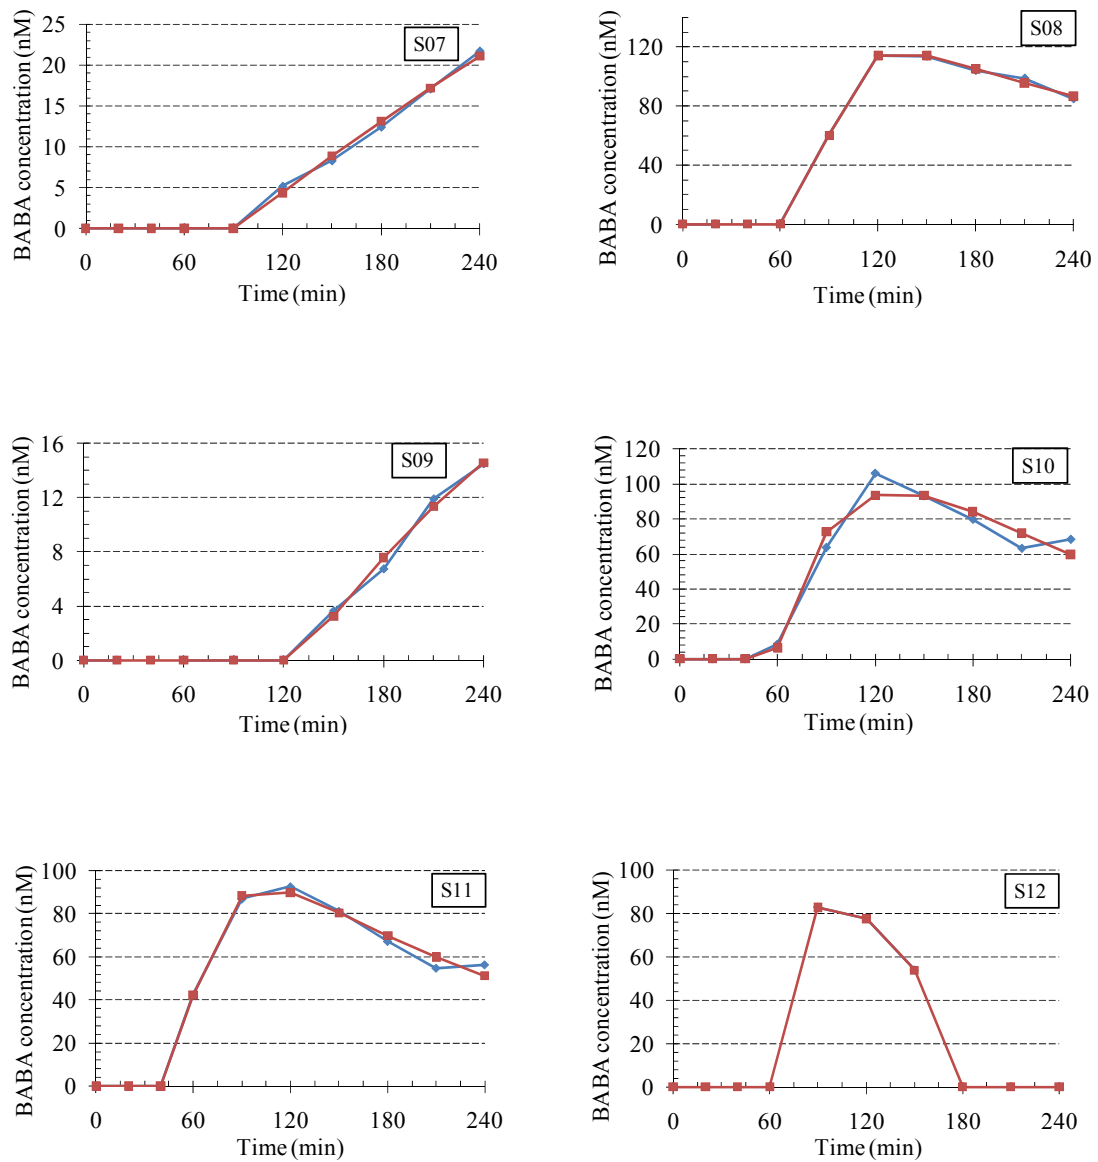 BABA concentration (nM)
25
20
15
10
5
0
S07
0 60 120 180 240
Time (min)
BABA concentration (nM)
120
80
40
0
S08
0 60 120 180 240
Time (min)
BABA concentration (nM)
16
12
8
4
0
S09
0 60 120 180 240
Time (min)
BABA concentration (nM)
120
100
80
60
40
20
0
S10
0 60 120 180 240
Time (min)
BABA concentration (nM)
100
80
60
40
20
0
S11
0 60 120 180 240
Time (min)
BABA concentration (nM)
100
80
60
40
20
0
S12
0 60 120 180 240
Time (min)